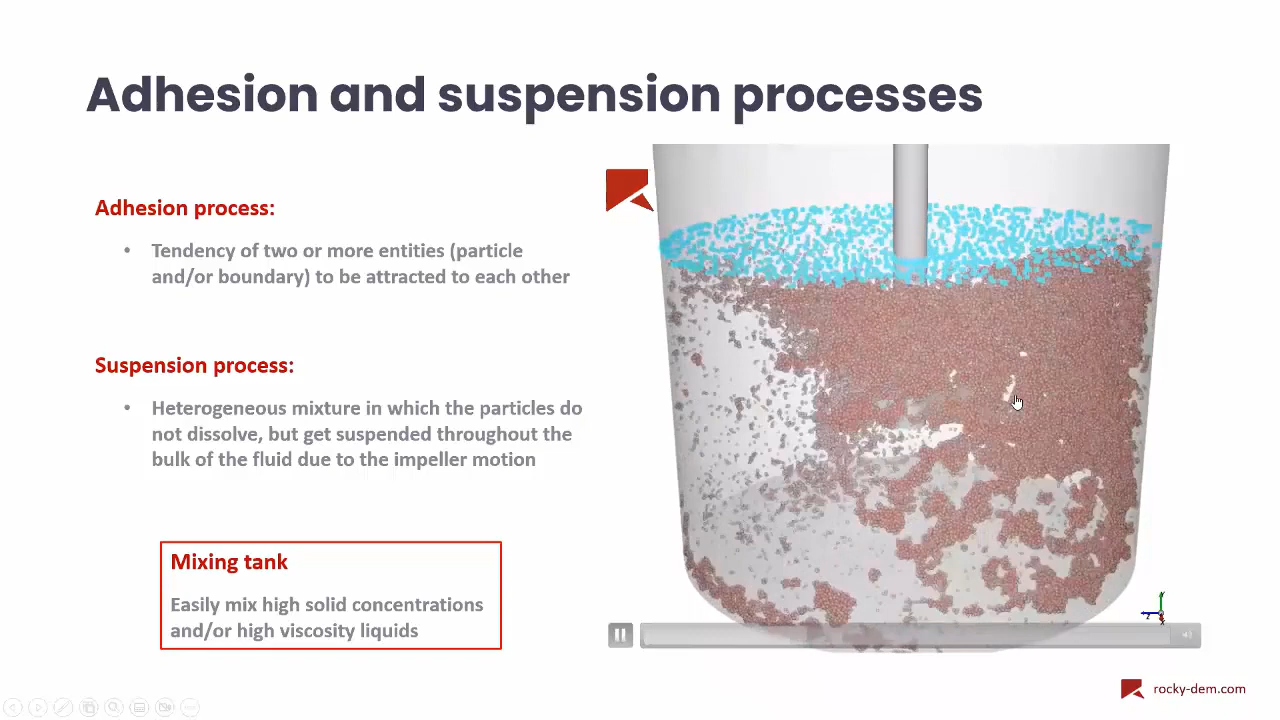 Adhesion and suspension processes
Adhesion process:
• Tendency of two or more entities (particle
and/or boundary) to be attracted to each other
Suspension process:
• Heterogeneous mixture in which the particles do
not dissolve, but get suspended throughout the
bulk of the fluid due to the impeller motion
Mixing tank
Easily mix high solid concentrations
and/or high viscosity liquids
rocky-dem.com